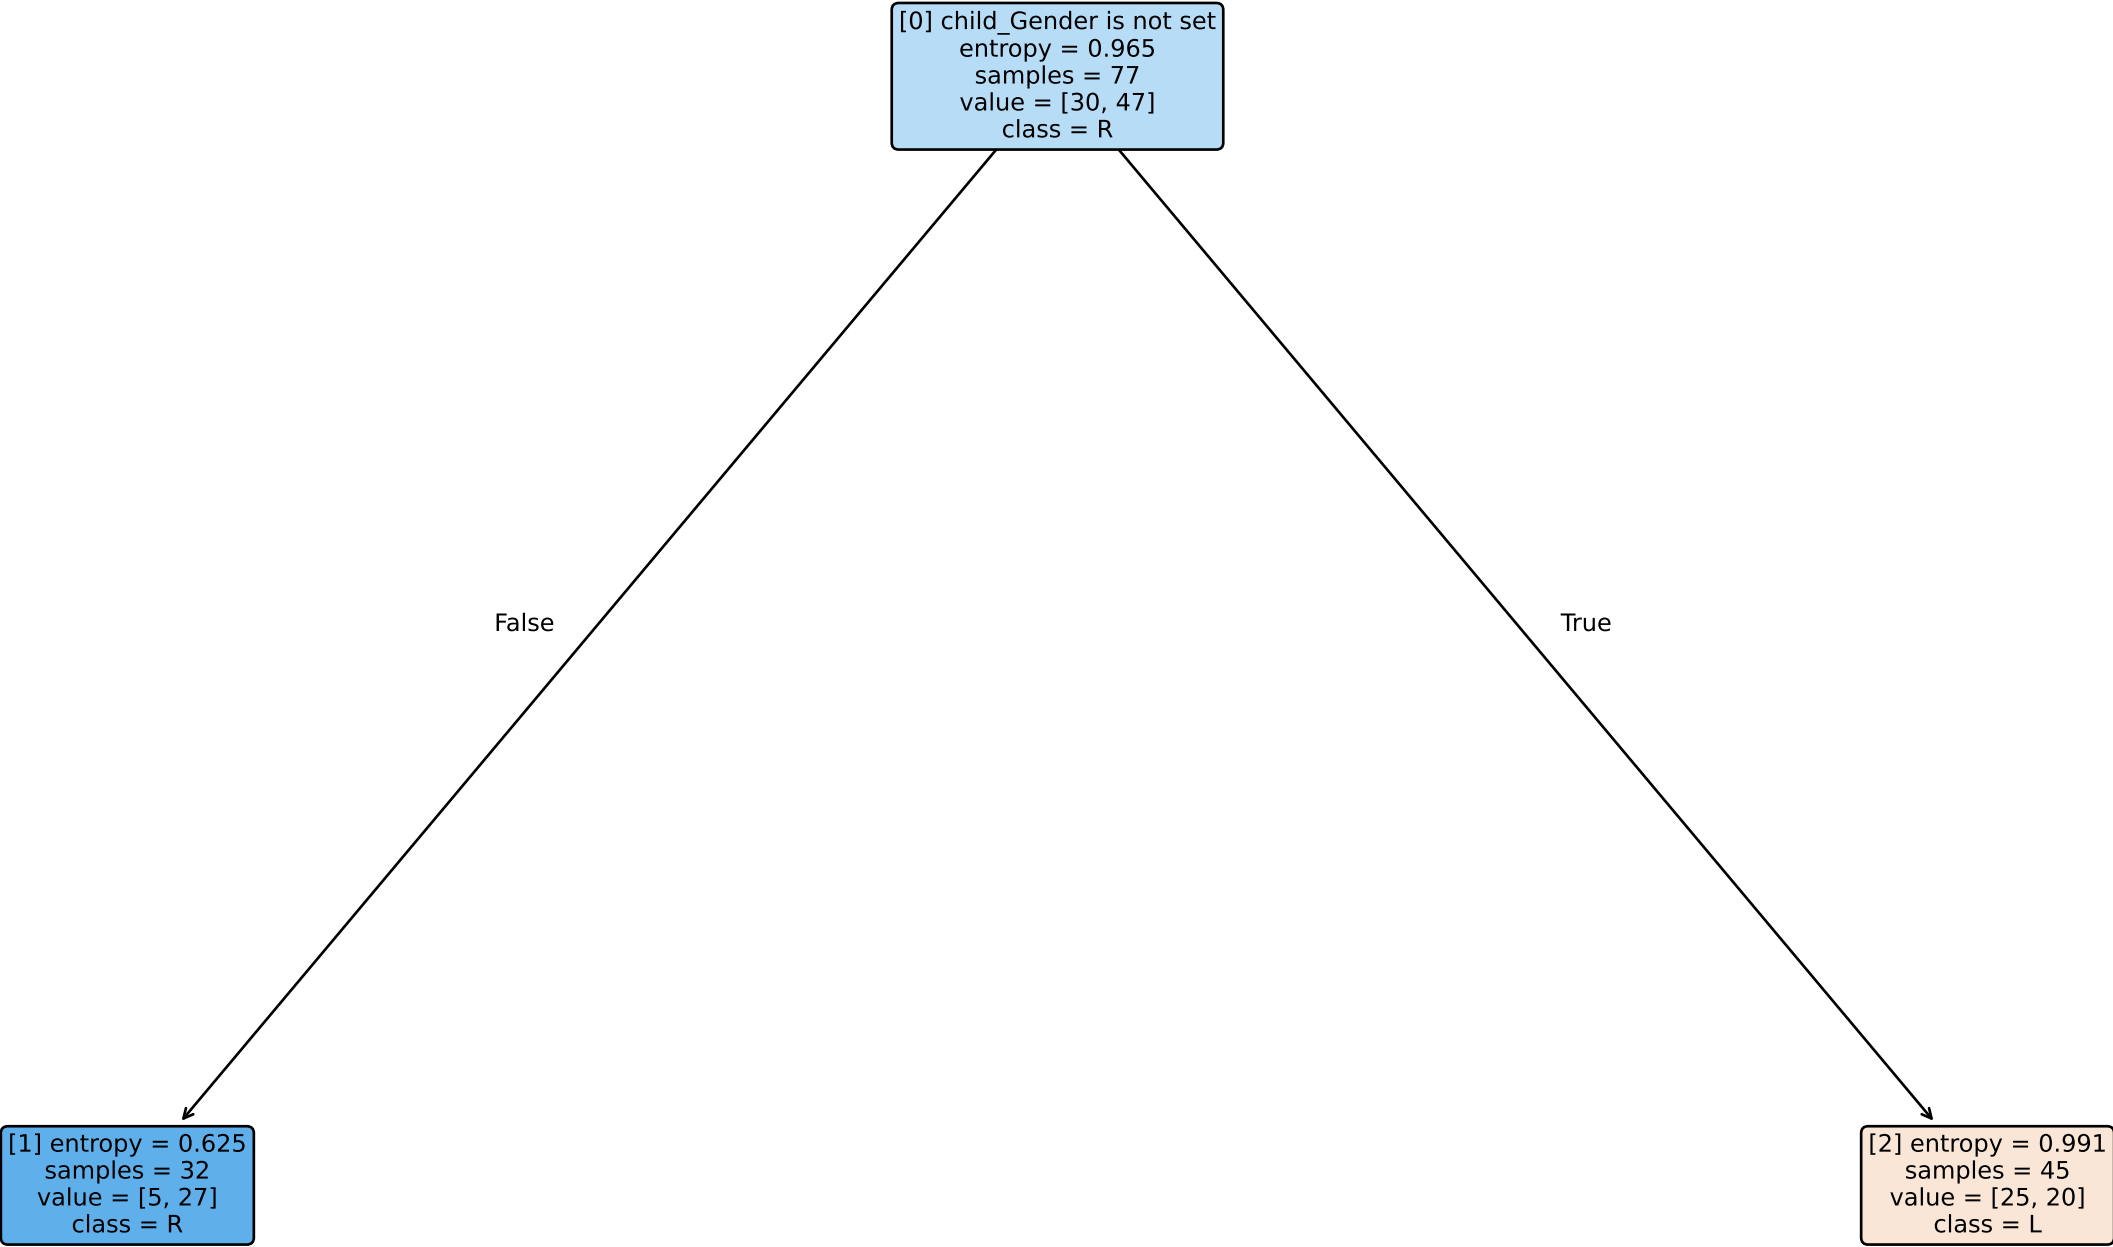 [0] child_Gender is not set
entropy = 0.965
samples = 77
value = [30, 47]
class = R
False
True
[1] entropy = 0.625
samples = 32
value = [5, 27]
class = R
[2] entropy = 0.991
samples = 45
value = [25, 20]
class = L